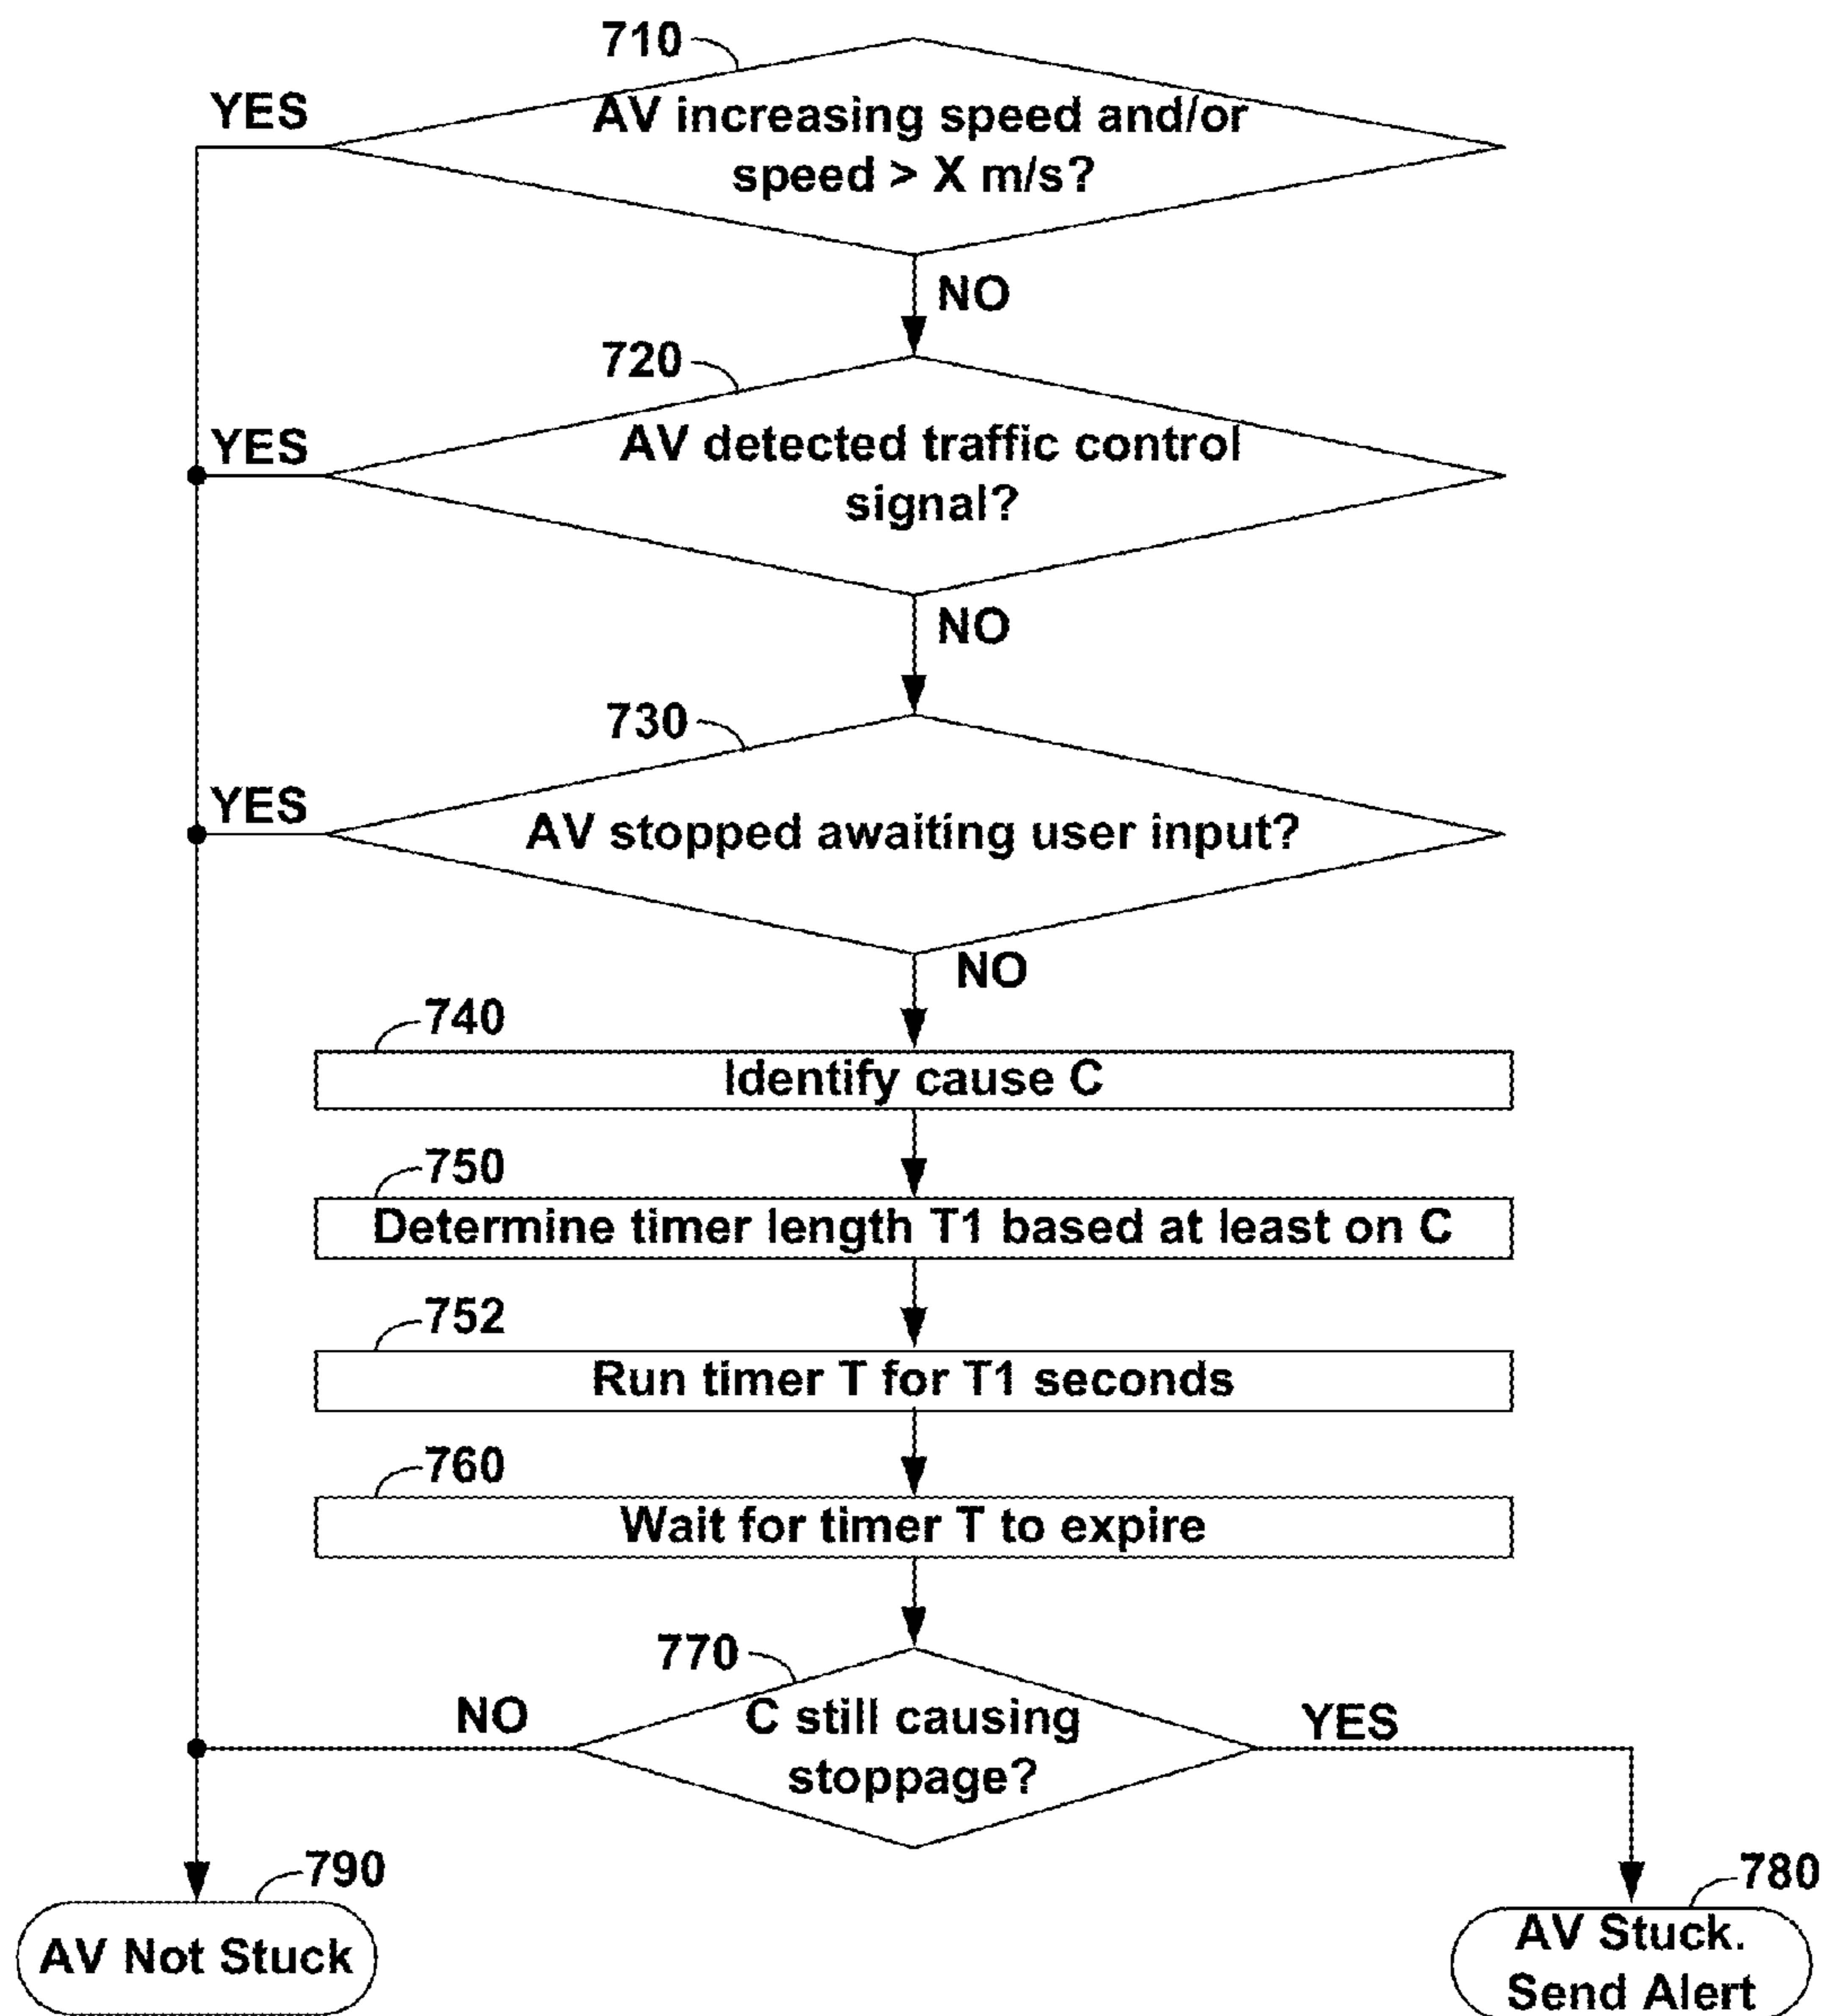 710
YES
AV increasing speed and/or
speed > X m/s?
NO
720
YES
AV detected traffic control
signal?
NO
730
YES
AV stopped awaiting user input?
NO
740
Identify cause C
750
Determine timer length T1 based at least on C
752
Run timer T for T1 seconds
760
Wait for timer T to expire
770
NO
C still causing
stoppage?
YES
790
AV Not Stuck
780
AV Stuck.
Send Alert